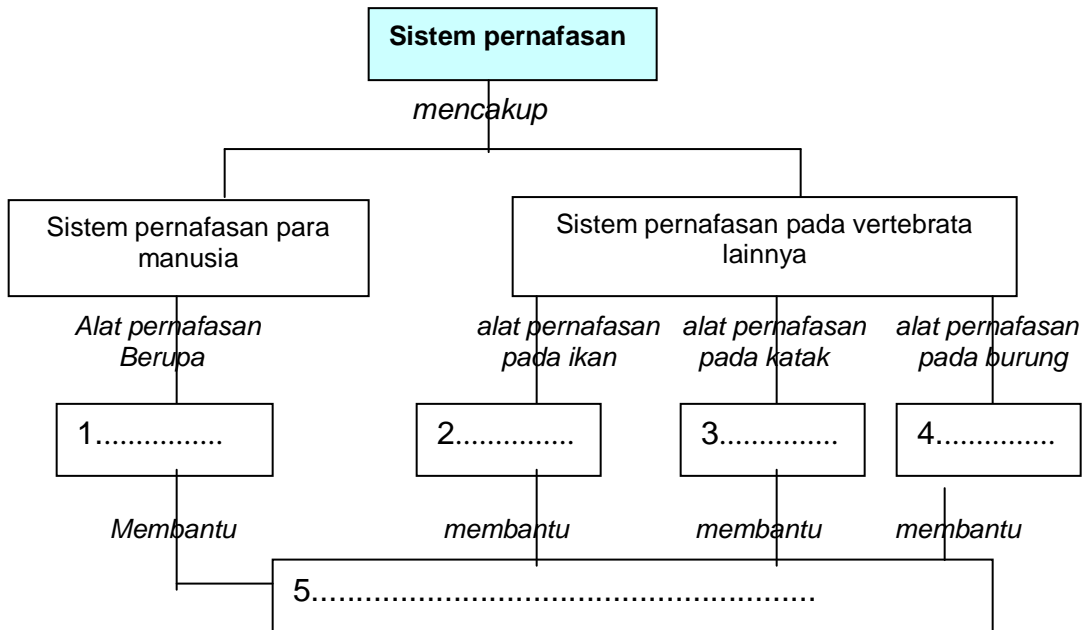 Sistem pernafasan
mencakup
Sistem pernafasan para
manusia
Sistem pernafasan pada vertebrata
lainnya
Alat pernafasan
Berupa
alat pernafasan
pada ikan
alat pernafasan
pada katak
alat pernafasan
pada burung
1...............
2..............
3..............
4..............
Membantu
membantu
membantu
membantu
5.........................................................